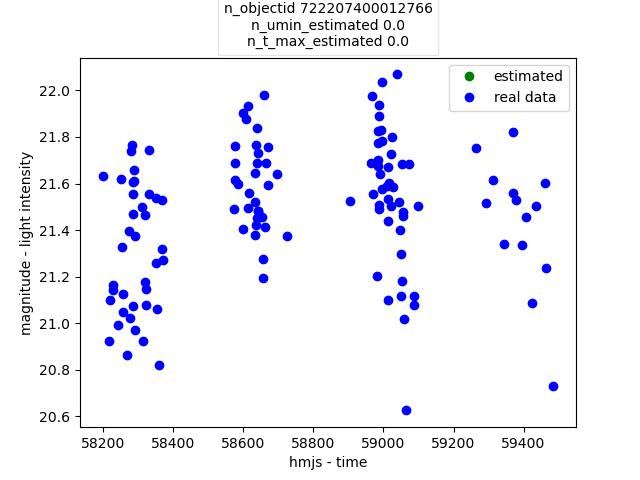 n_objectid 722207400012766
n_umin_estimated 0.0
n_t_max_estimated 0.0
estimated
real data
magnitude - light intensity
22.0
21.8
21.6
21.4
21.2
21.0
20.8
20.6
58200 58400 58600 58800 59000 59200 59400
hmjs - time